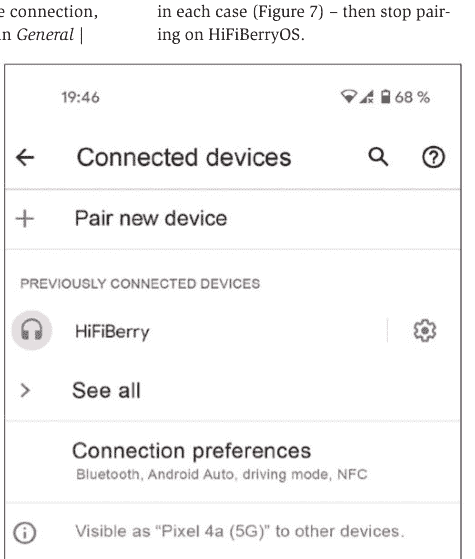 e connection,
n General |
in each case (Figure 7) – then stop pair-
ing on HiFiBerryOS.
19:46
68 %
Connected devices
Pair new device
PREVIOUSLY CONNECTED DEVICES
HiFiBerry
See all
Connection preferences
Bluetooth, Android Auto, driving mode, NFC
Visible as “Pixel 4a (5G)” to other devices.